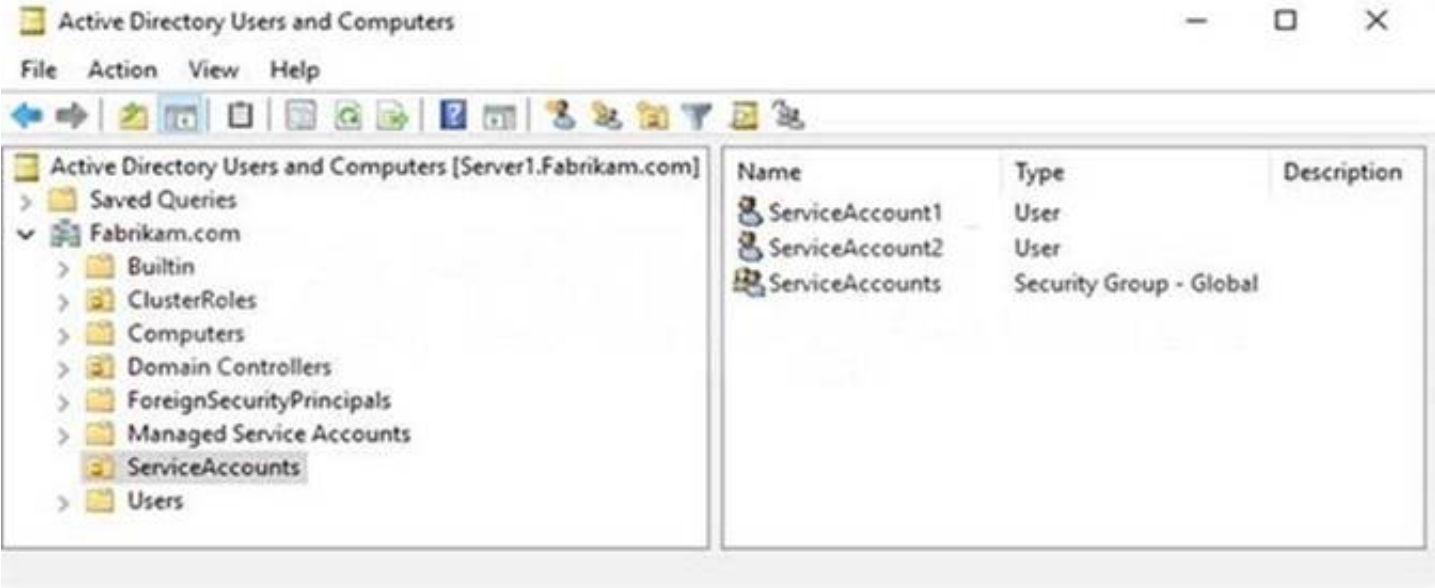 Active Directory Users and Computers
File Action View Help
Active Directory Users and Computers [Server1.Fabrikam.com]
Saved Queries
Fabrikam.com
Builtin
ClusterRoles
Computers
Domain Controllers
ForeignSecurityPrincipals
Managed Service Accounts
ServiceAccounts
Users
Name Type Description
ServiceAccount1 User
ServiceAccount2 User
ServiceAccounts Security Group - Global